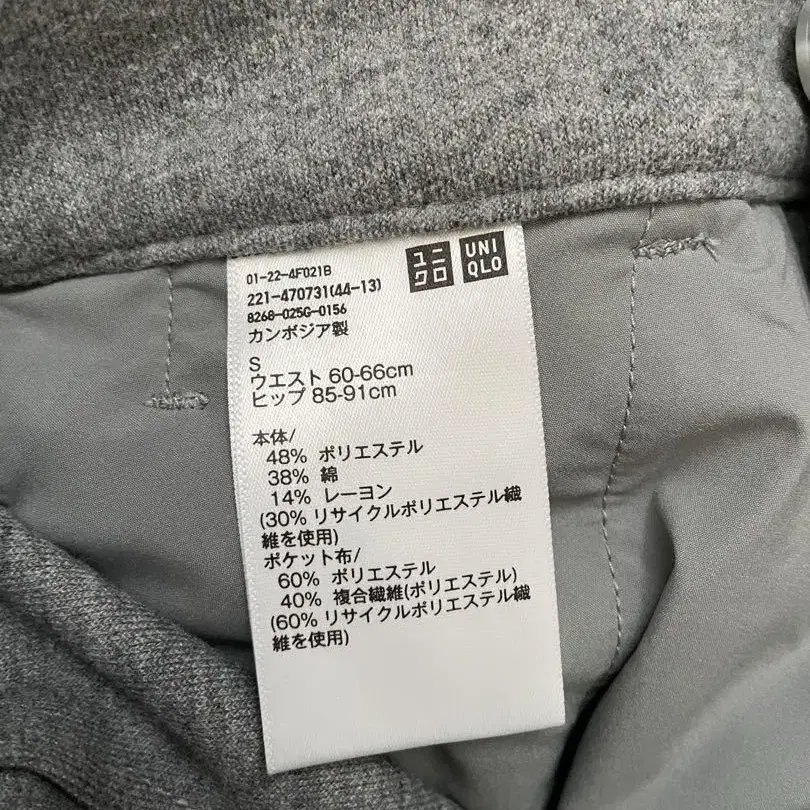 ユニ
クロ
UNI
QLO
01-22-4F021B
221-470731(44-13)
8268-025G-0156
カンボジア製
S
ウエスト 60-66cm
ヒップ 85-91cm
本体/
48% ポリエステル
38% 綿
14% レーヨン
(30% リサイクルポリエステル繊
維を使用)
ポケット布/
60% ポリエステル
40% 複合繊維(ポリエステル)
(60% リサイクルポリエステル繊
維を使用)